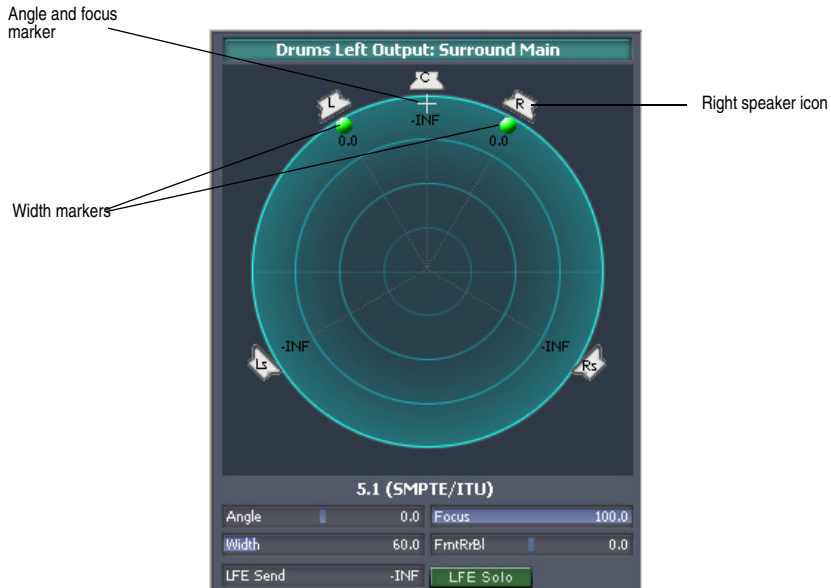 Angle and focus
marker
Drums Left Output: Surround Main
C
L
R
Right speaker icon
-INF
0.0
0.0
Width markers
-INF
-INF
Ls
Rs
5.1 (SMPTE/ITU)
Angle 0.0 Focus 100.0
Width 60.0 FrntRrBl 0.0
LFE Send -INF LFE Solo